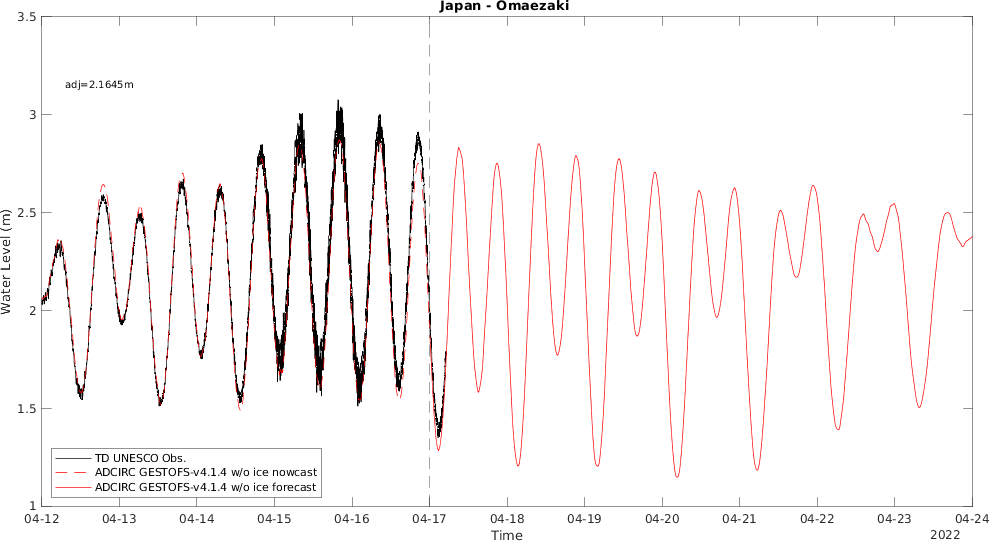 Japan - Omaezaki
3.5
adj=2.1645m
3
2.5
Water Level (m)
2
1.5
TD UNESCO Obs.
ADCIRC GESTOFS-v4.1.4 w/o ice nowcast
ADCIRC GESTOFS-v4.1.4 w/o ice forecast
1
04-12 04-13 04-14 04-15 04-16 04-17 04-18 04-19 04-20 04-21 04-22 04-23 04-24
Time
2022